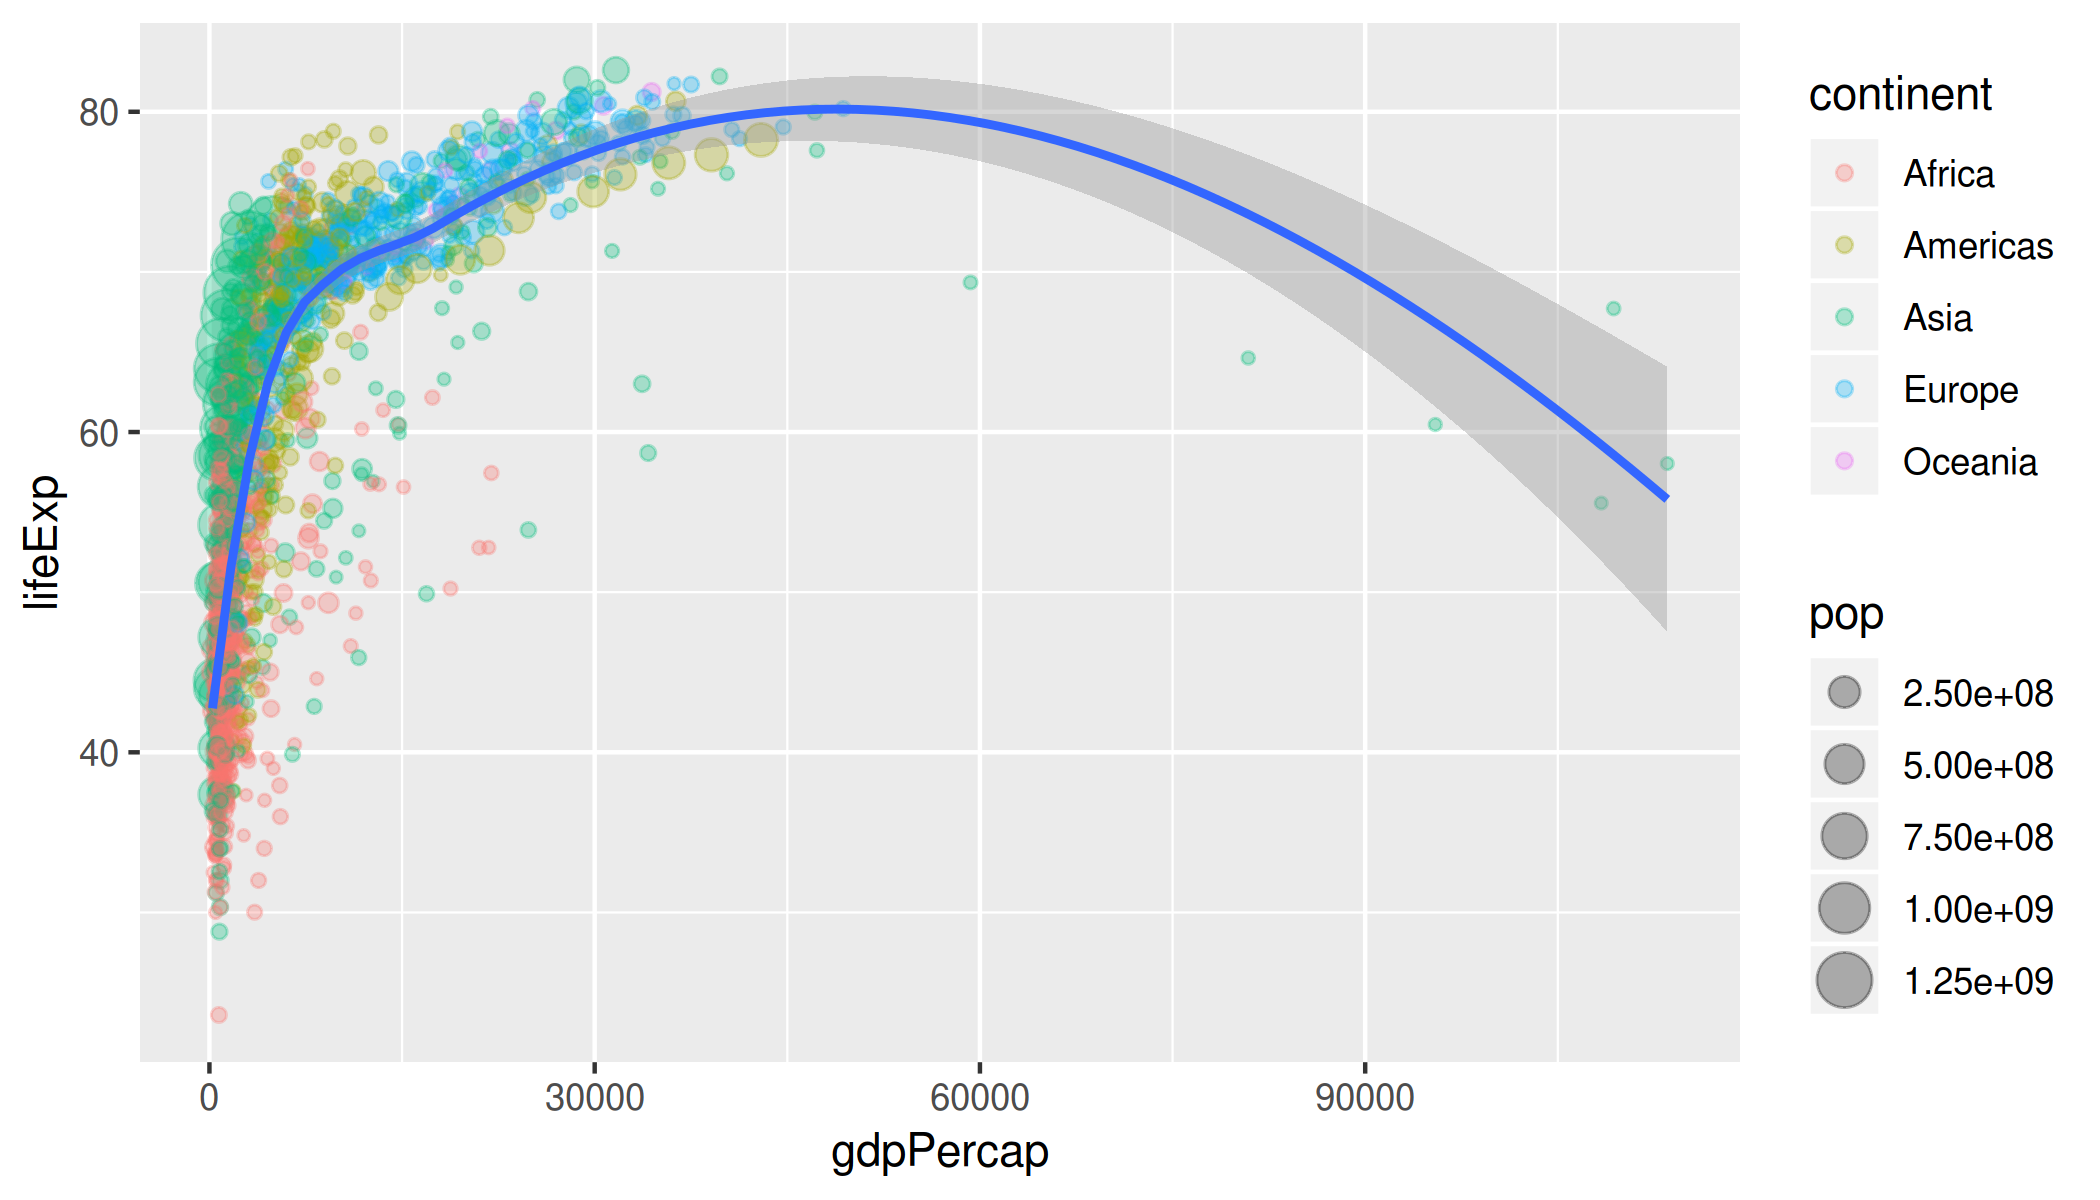 80
60
40
lifeExp
0
30000
60000
90000
gdpPercap
continent
Africa
Americas
Asia
Europe
Oceania
pop
2.50e+08
5.00e+08
7.50e+08
1.00e+09
1.25e+09